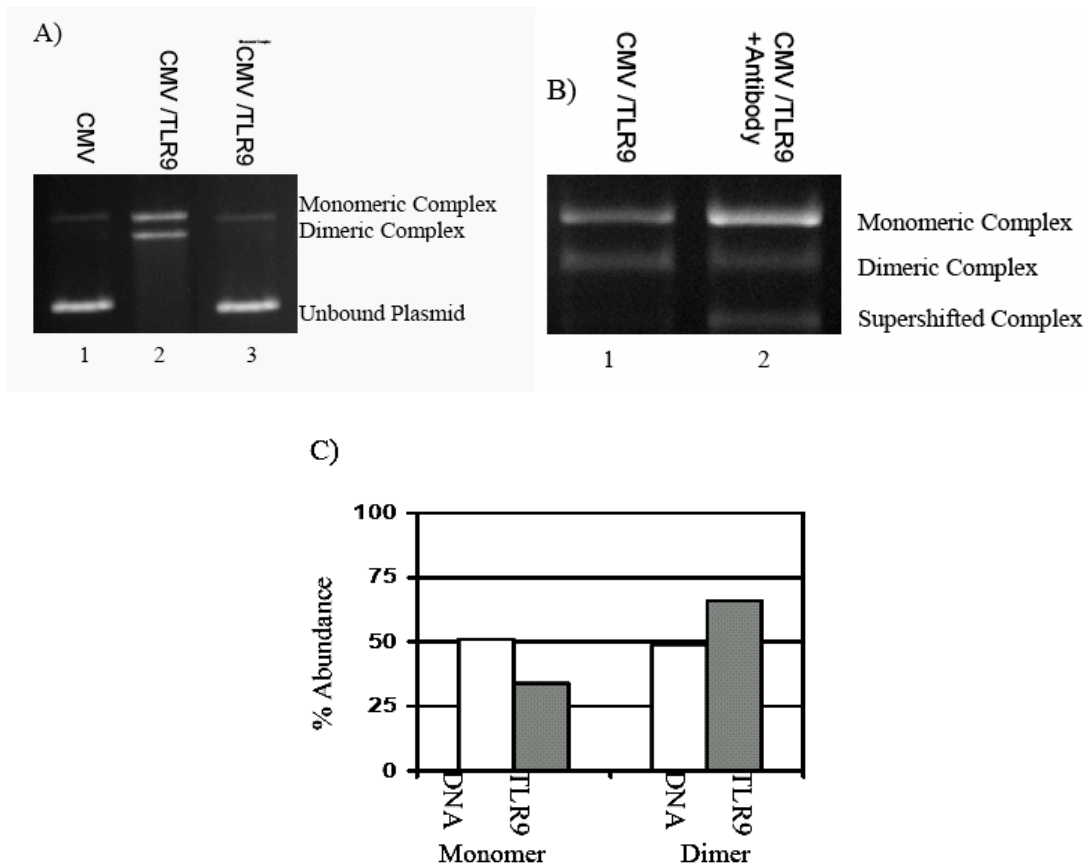 A)
CMV
CMV /TLR9
CMV /TLR9
Monomeric Complex
Dimeric Complex
Unbound Plasmid
1 2 3
B)
CMV /TLR9
CMV /TLR9
+Antibody
Monomeric Complex
Dimeric Complex
Supershifted Complex
1 2
C)
% Abundance
100
75
50
25
0
DNA
TLR9
DNA
TLR9
Monomer
Dimer